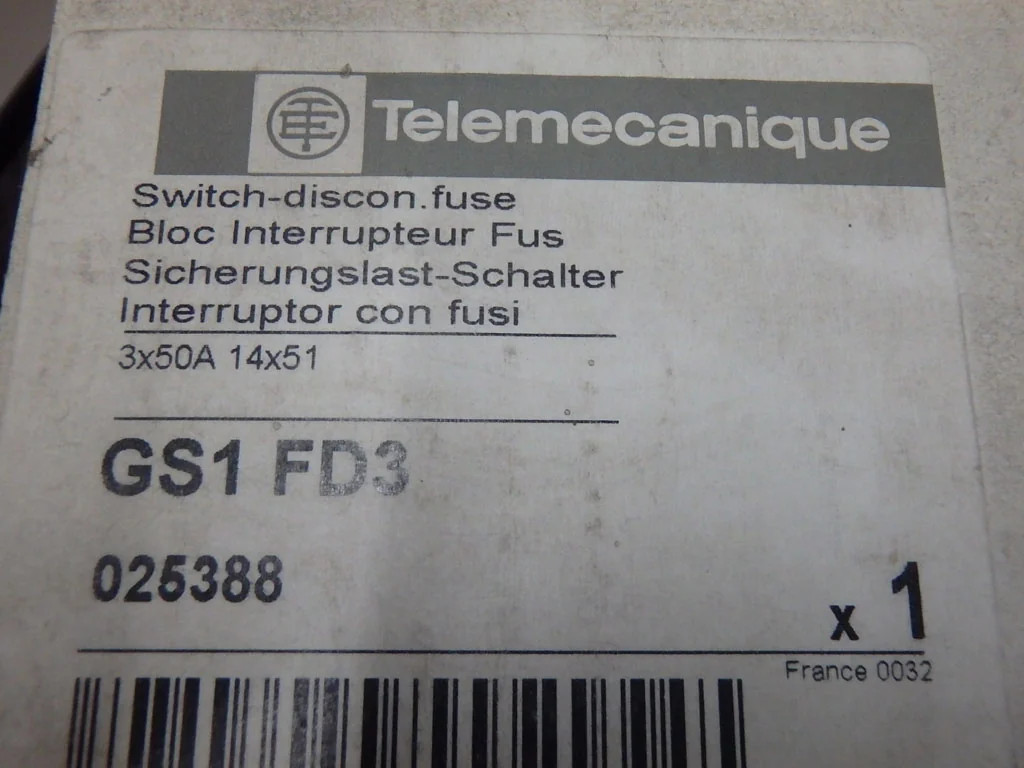 Telemecanique
Switch-discon.fuse
Bloc Interrupteur Fus
Sicherungslast-Schalter
Interruptor con fusi
3x50A 14x51
GS1 FD3
025388
x 1
France 0032